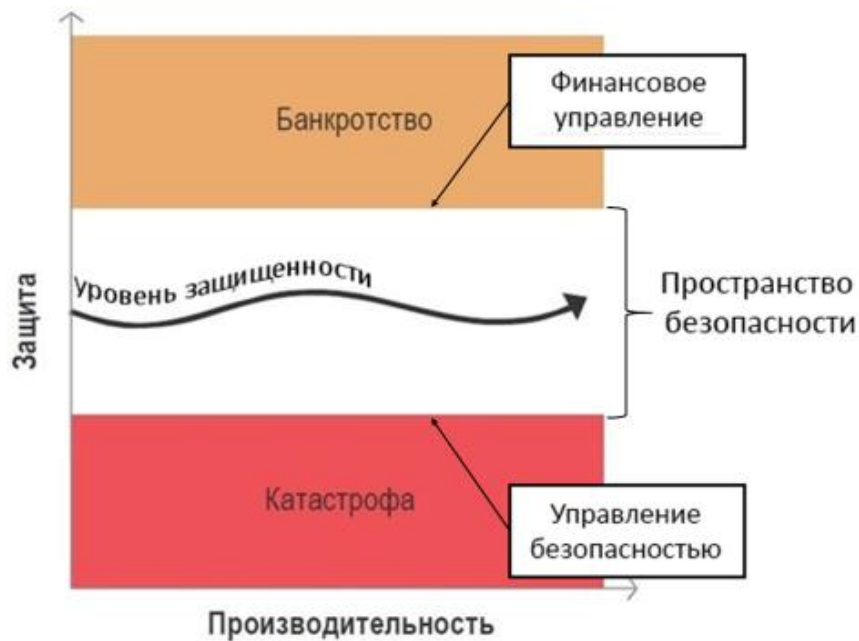 Финансовое
управление
Банкротство
Уровень защищенности
Пространство
безопасности
Защита
Катастрофа
Управление
безопасностью
Производительность